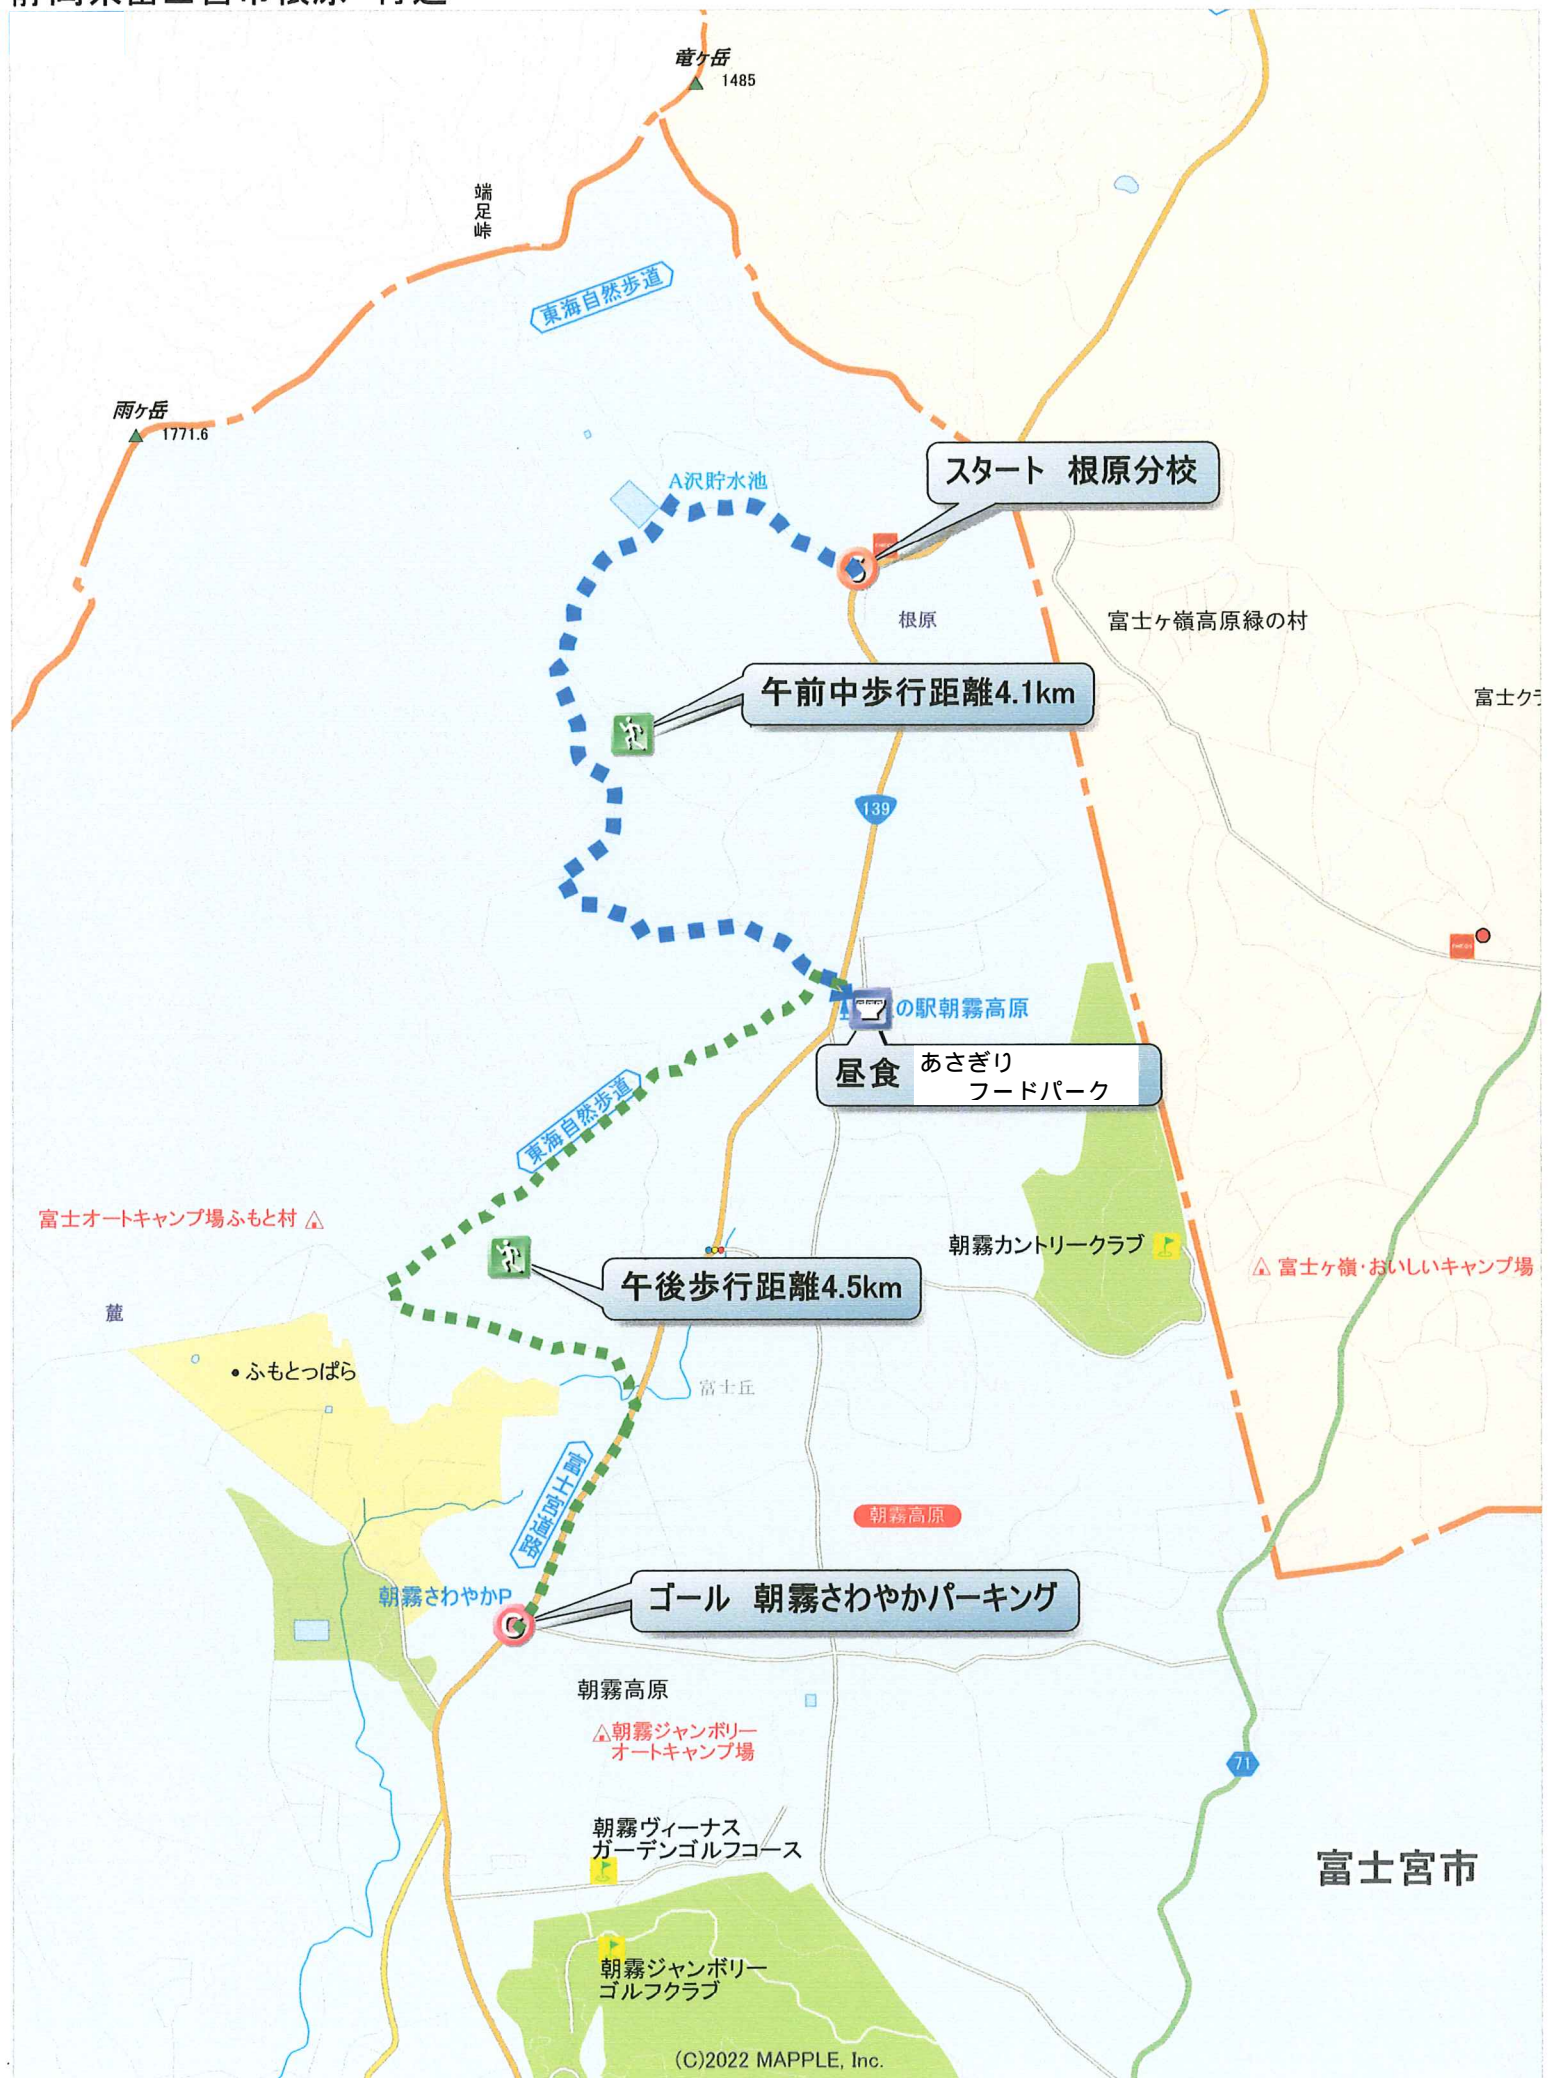 竜ヶ岳
1485
端足峠
東海自然歩道
雨ヶ岳
1771.6
A沢貯水池
スタート 根原分校
根原
富士ヶ嶺高原緑の村
午前中歩行距離4.1km
富士クラ
139
の駅朝霧高原
昼食 あさぎり
フードパーク
東海自然歩道
富士オートキャンプ場ふもと村
朝霧カントリークラブ
富士ヶ嶺・おいしいキャンプ場
午後歩行距離4.5km
麓
ふもとっぱら
富士丘
富士宮道路
朝霧高原
朝霧さわやかP
ゴール 朝霧さわやかパーキング
朝霧高原
朝霧ジャンボリー
オートキャンプ場
71
朝霧ヴィーナス
ガーデンゴルフコース
富士宮市
朝霧ジャンボリー
ゴルフクラブ
(C)2022 MAPPLE, Inc.